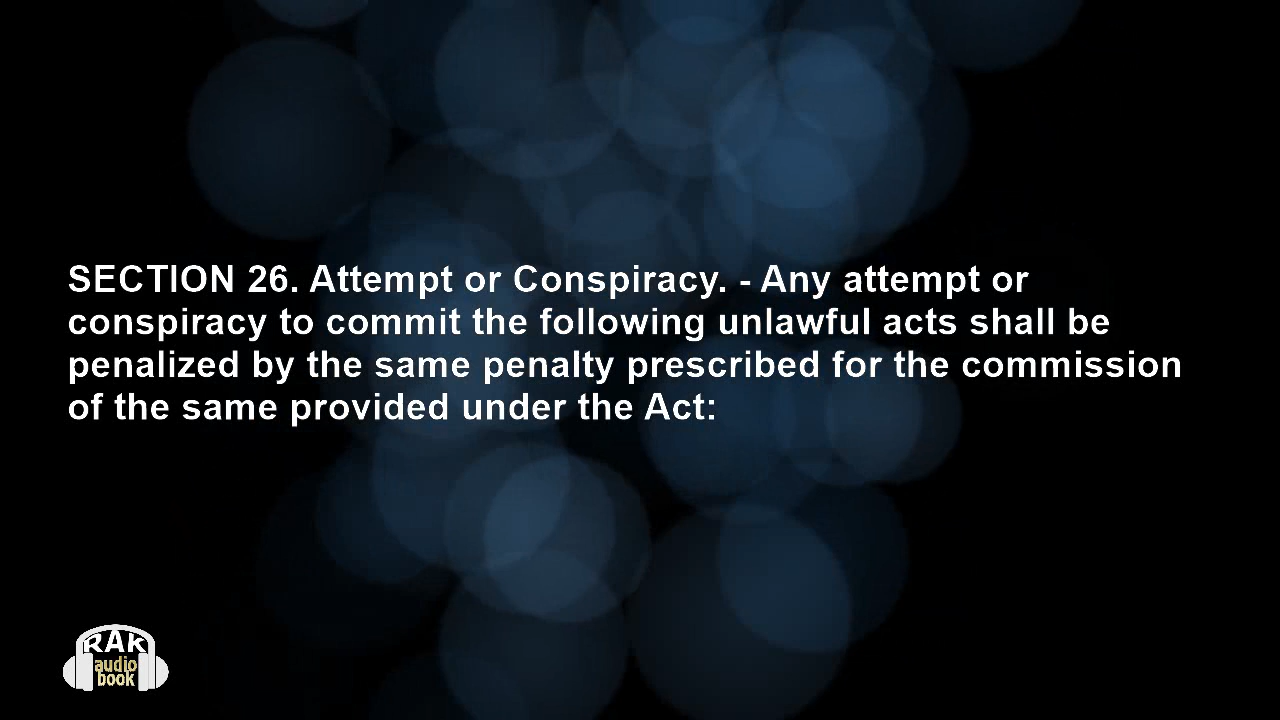 SECTION 26. Attempt or Conspiracy. - Any attempt or
conspiracy to commit the following unlawful acts shall be
penalized by the same penalty prescribed for the commission
of the same provided under the Act:
RAK
audio
book